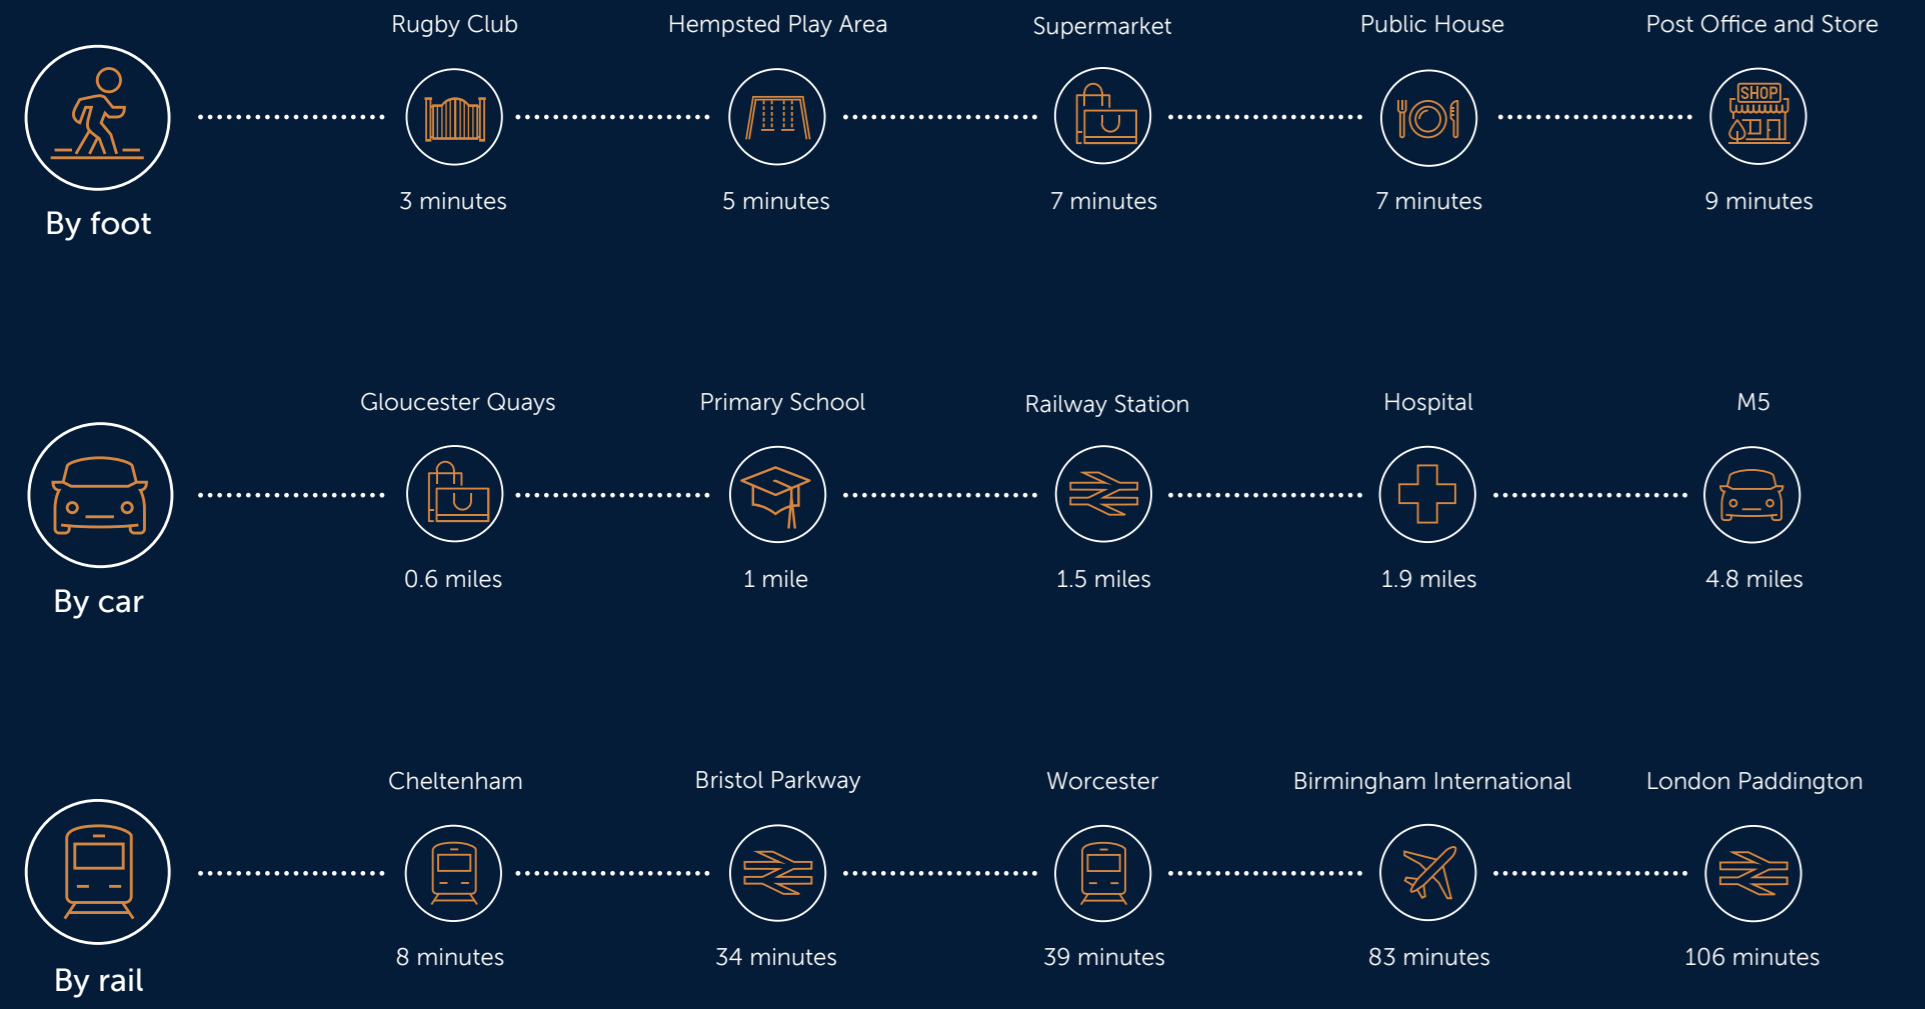 Rugby Club
Hempsted Play Area
Supermarket
Public House
Post Office and Store
SHOP
3 minutes
5 minutes
7 minutes
7 minutes
9 minutes
By foot
Gloucester Quays
Primary School
Railway Station
Hospital
M5
0.6 miles
1 mile
1.5 miles
1.9 miles
4.8 miles
By car
Cheltenham
Bristol Parkway
Worcester
Birmingham International
London Paddington
8 minutes
34 minutes
39 minutes
83 minutes
106 minutes
By rail